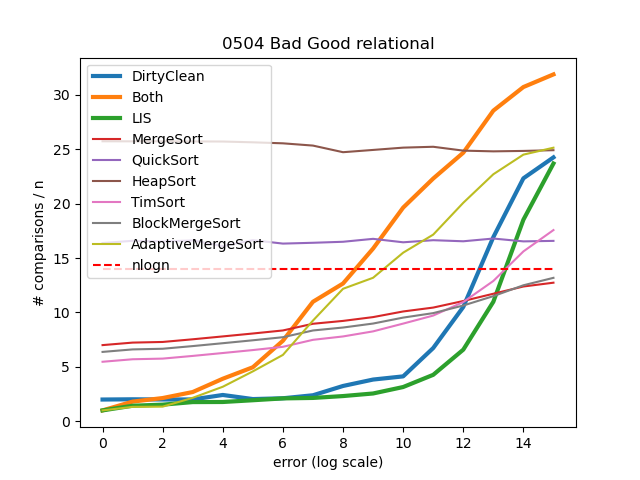 0504 Bad Good relational
# comparisons / n
30
25
20
15
10
5
0
DirtyClean
Both
LIS
MergeSort
QuickSort
HeapSort
TimSort
BlockMergeSort
AdaptiveMergeSort
nlogn
0 2 4 6 8 10 12 14
error (log scale)